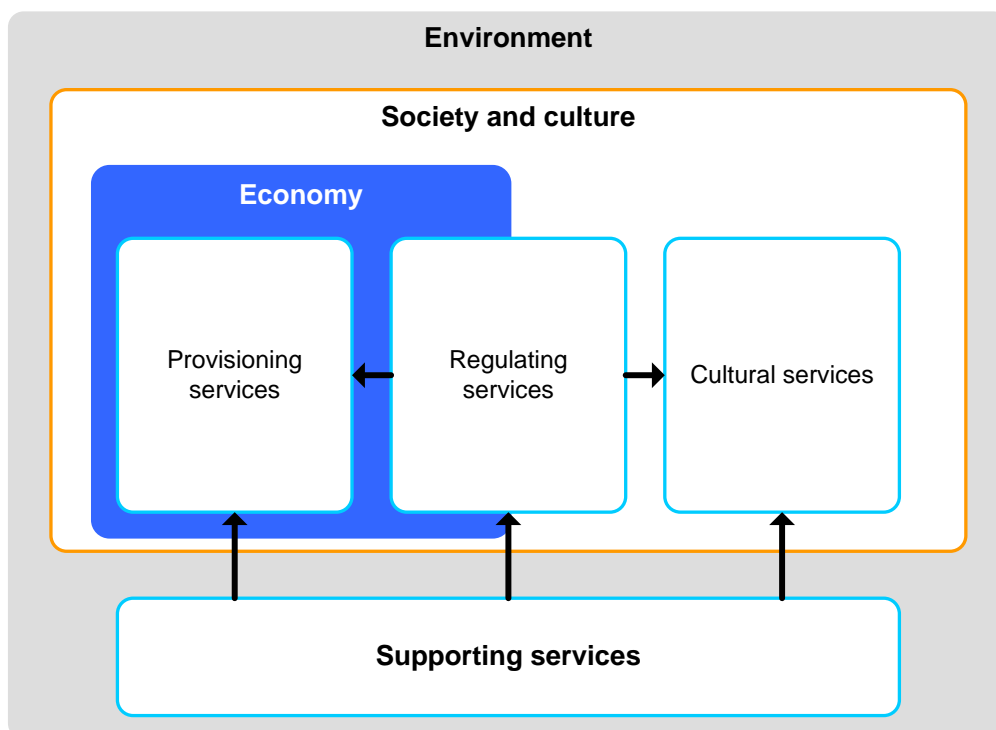 Environment
Society and culture
Economy
Provisioning
services
Regulating
services
Cultural services
Supporting services